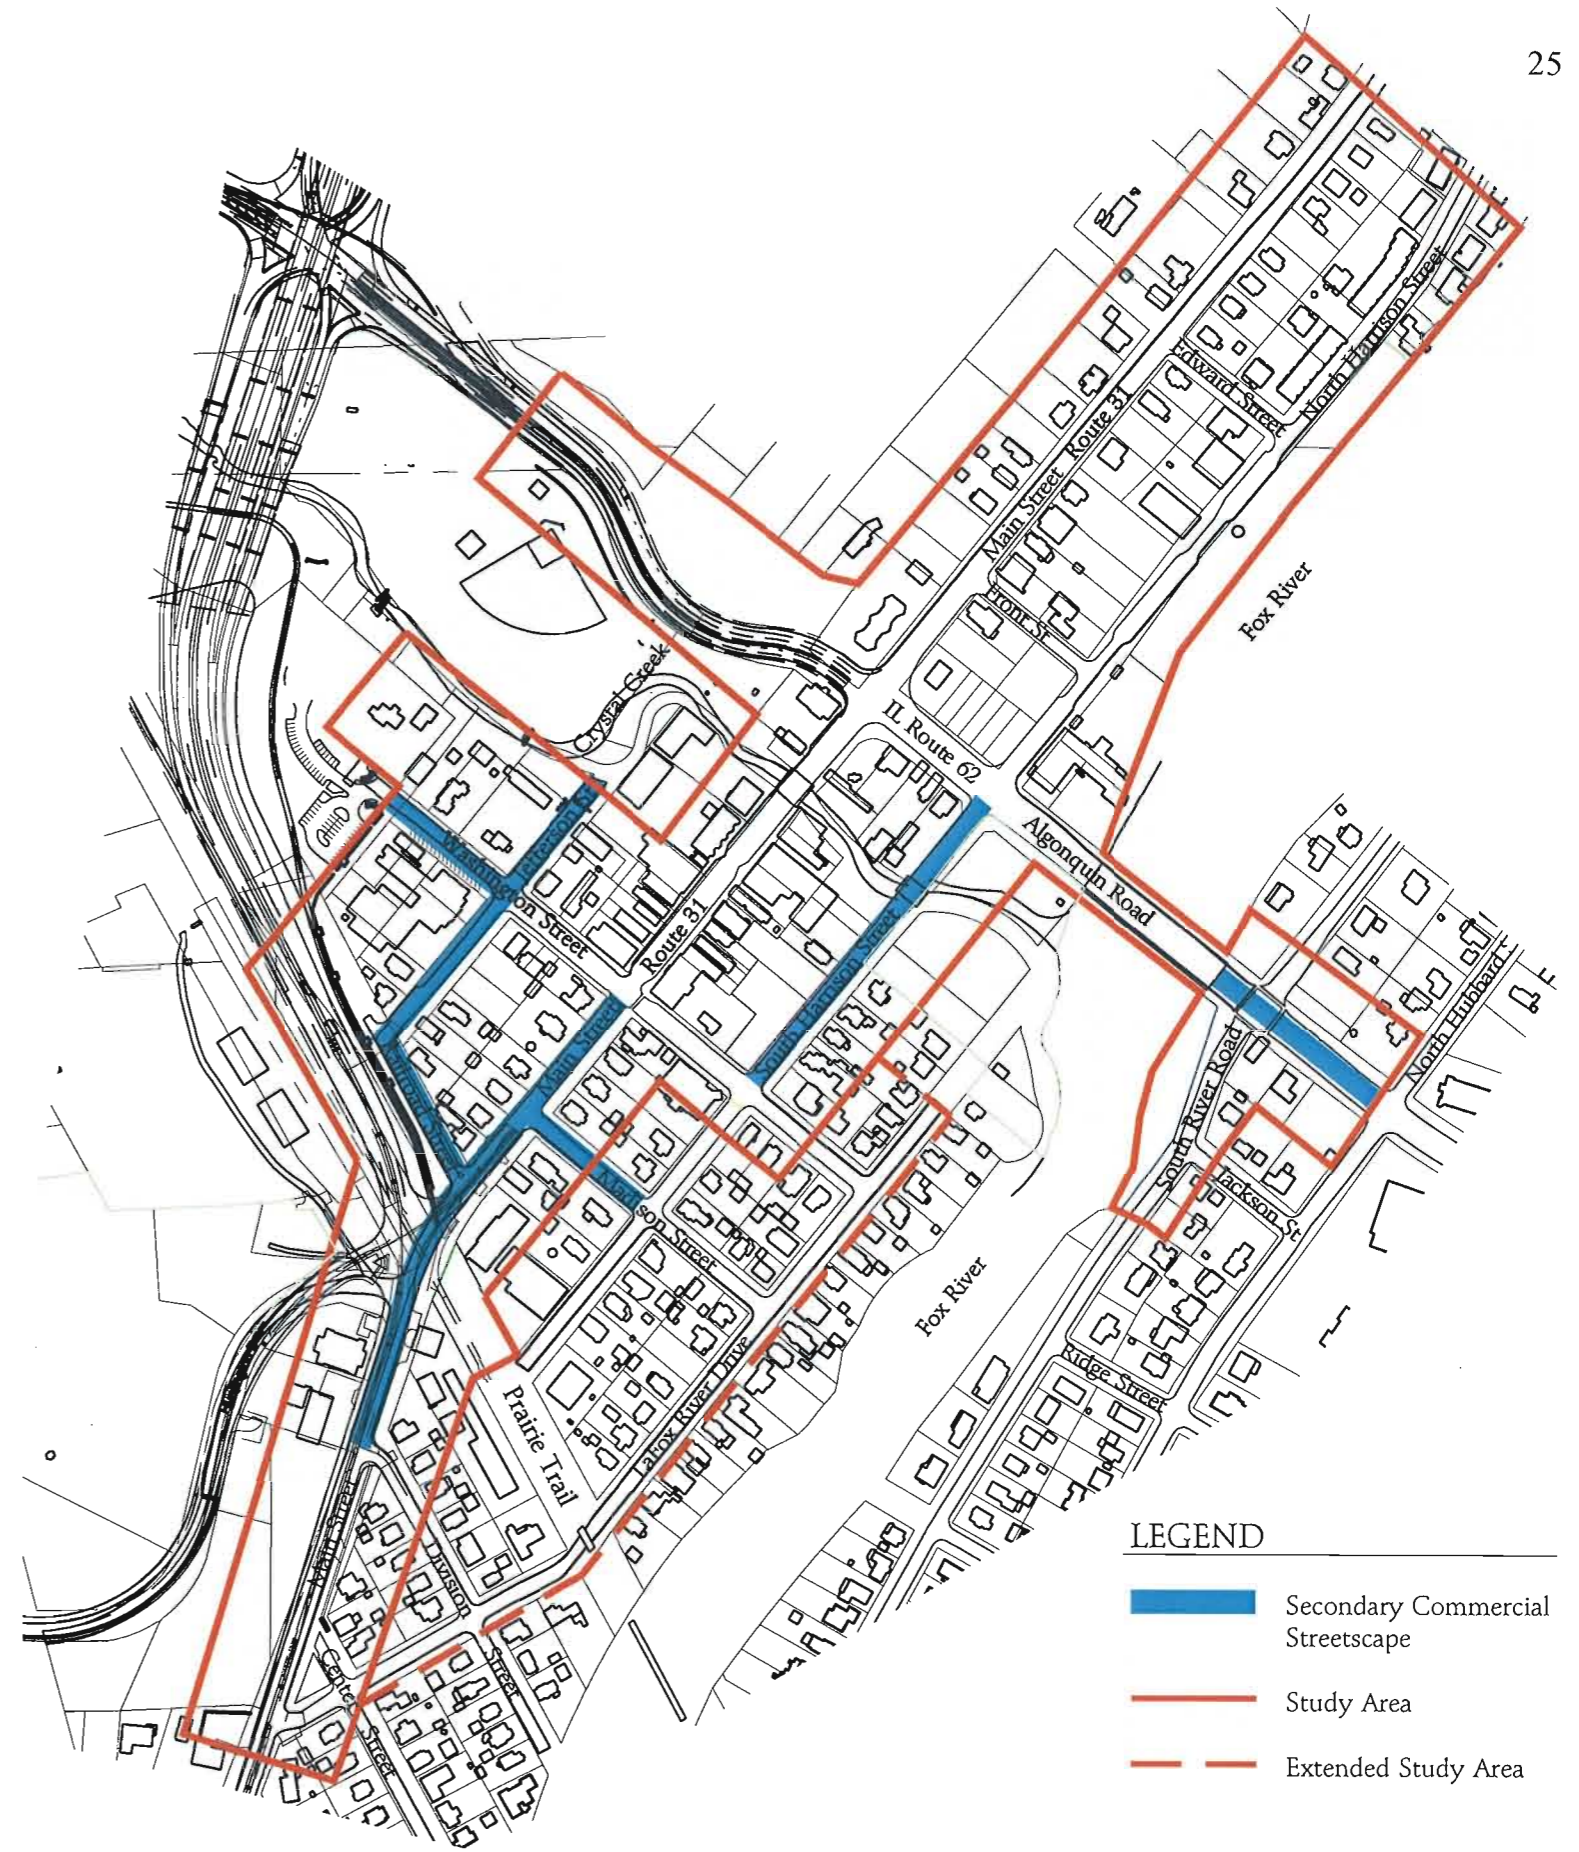 25
North Harrison Street
Edward Street
Main Street Route 31
Front St
Fox River
Crystal Creek
IL Route 62
Algonquin Road
Jefferson St
Washington Street
Route 31
South Harrison Street
North Hubbard
South River Road
Main Street
Railroad Street
Madison Street
Jackson St
Fox River
Ridge Street
LaFox River Drive
Prairie Trail
Main Street
Division Street
Center Street
LEGEND
Secondary Commercial
Streetscape
Study Area
Extended Study Area